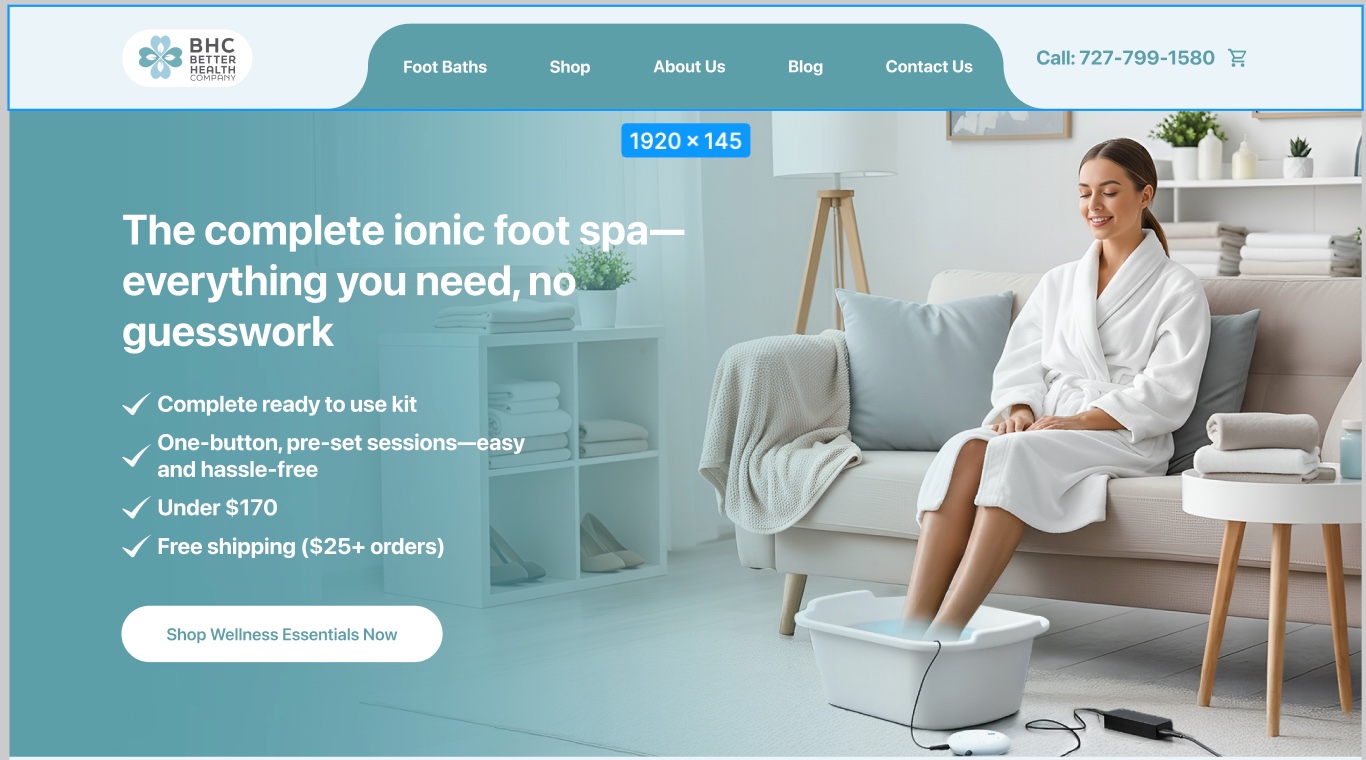 BHC
BETTER
HEALTH
COMPANY
Foot Baths
Shop
About Us
Blog
Contact Us
Call: 727-799-1580
1920 × 145
The complete ionic foot spa—
everything you need, no
guesswork
Complete ready to use kit
One-button, pre-set sessions—easy
and hassle-free
Under $170
Free shipping ($25+ orders)
Shop Wellness Essentials Now